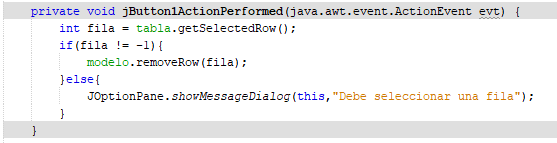 private void jButton1ActionPerformed(java.awt.event.ActionEvent evt) {
int fila = tabla.getSelectedRow();
if(fila != -1){
modelo.removeRow(fila);
}else{
JOptionPane.showMessageDialog(this,"Debe seleccionar una fila");
}
}